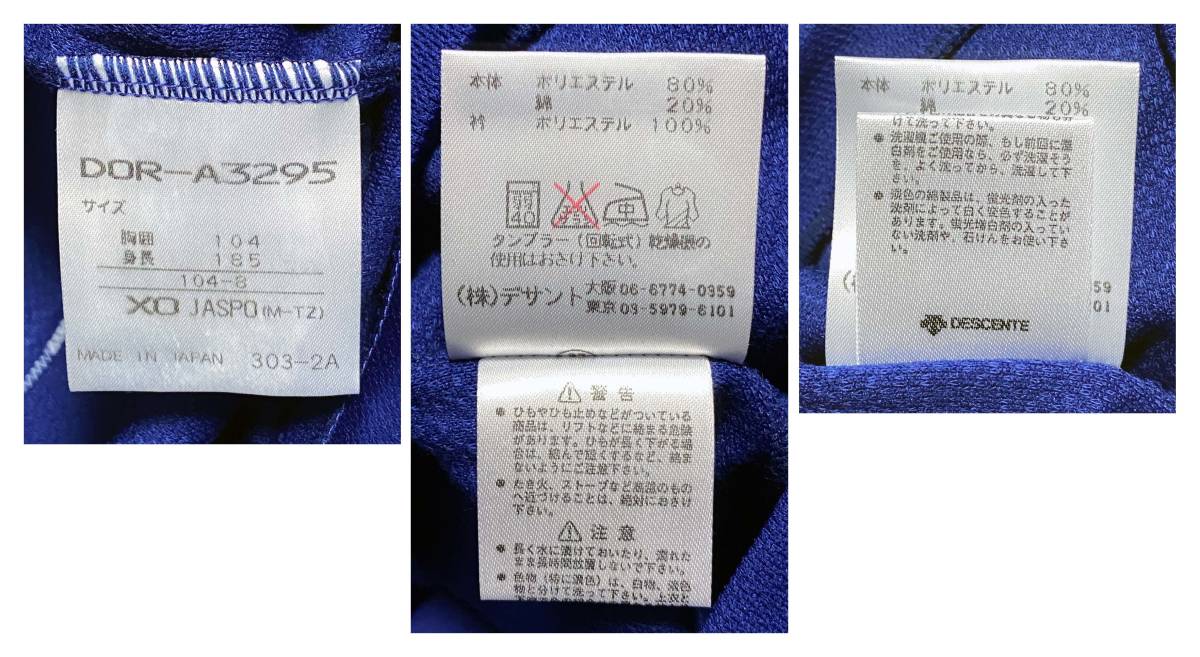 DOR-A3295
サイズ
胸囲 104
身長 185
104-8
XO JASPO(M-TZ)
MADE IN JAPAN 303-2A
本体 ポリエステル 80%
綿 20%
衿 ポリエステル 100%
弱
40
中
タンブラー(回転式)乾燥機の
使用はおさけ下さい。
(株)デサント 大阪 06-6774-0359
東京 03-5979-6101
警告
ひもやひも止めなどがついている
商品は、リフトなどに絡まる危険
があります。ひもが長く下がる場
合は、結んで短くするなど、絡ま
ないようにご注意下さい。
たき火、ストーブなど高温のもの
へ近づけることは、絶対におさけ
下さい。
注意
長く水に漬けておいたり、濡れた
まま長時間放置しないで下さい。
色物(特に濃色)は、白物、淡色
物と分けて洗って下さい。上衣と
本体 ポリエステル 80%
綿 20%
けて洗って下さい。
洗濯機ご使用の際、もし前回に漂
白剤をご使用なら、必ず洗濯そう
を、よく洗ってから、洗濯して下
さい。
淡色の綿製品は、蛍光剤の入った
洗剤によって白く変色することが
あります。蛍光増白剤の入ってい
ない洗剤や、石けんをお使い下さ
い。
59
01
DESCENTE